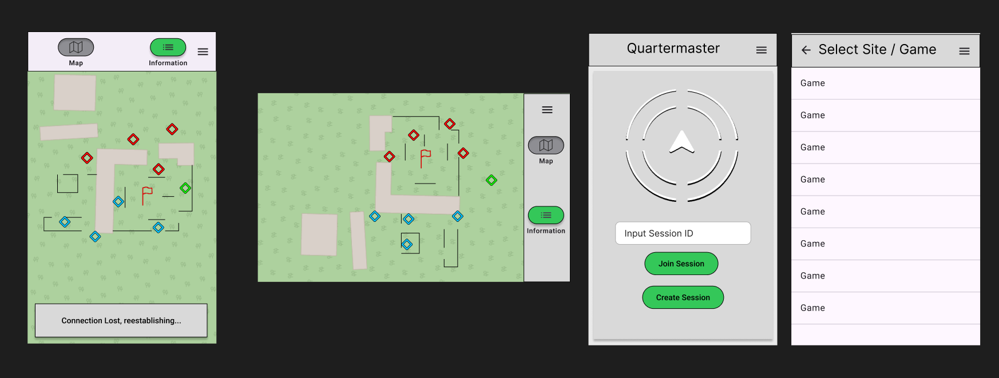 Map
Information
Connection Lost, reestablishing...
Map
Information
Quartermaster
Input Session ID
Join Session
Create Session
Select Site / Game
Game
Game
Game
Game
Game
Game
Game
Game